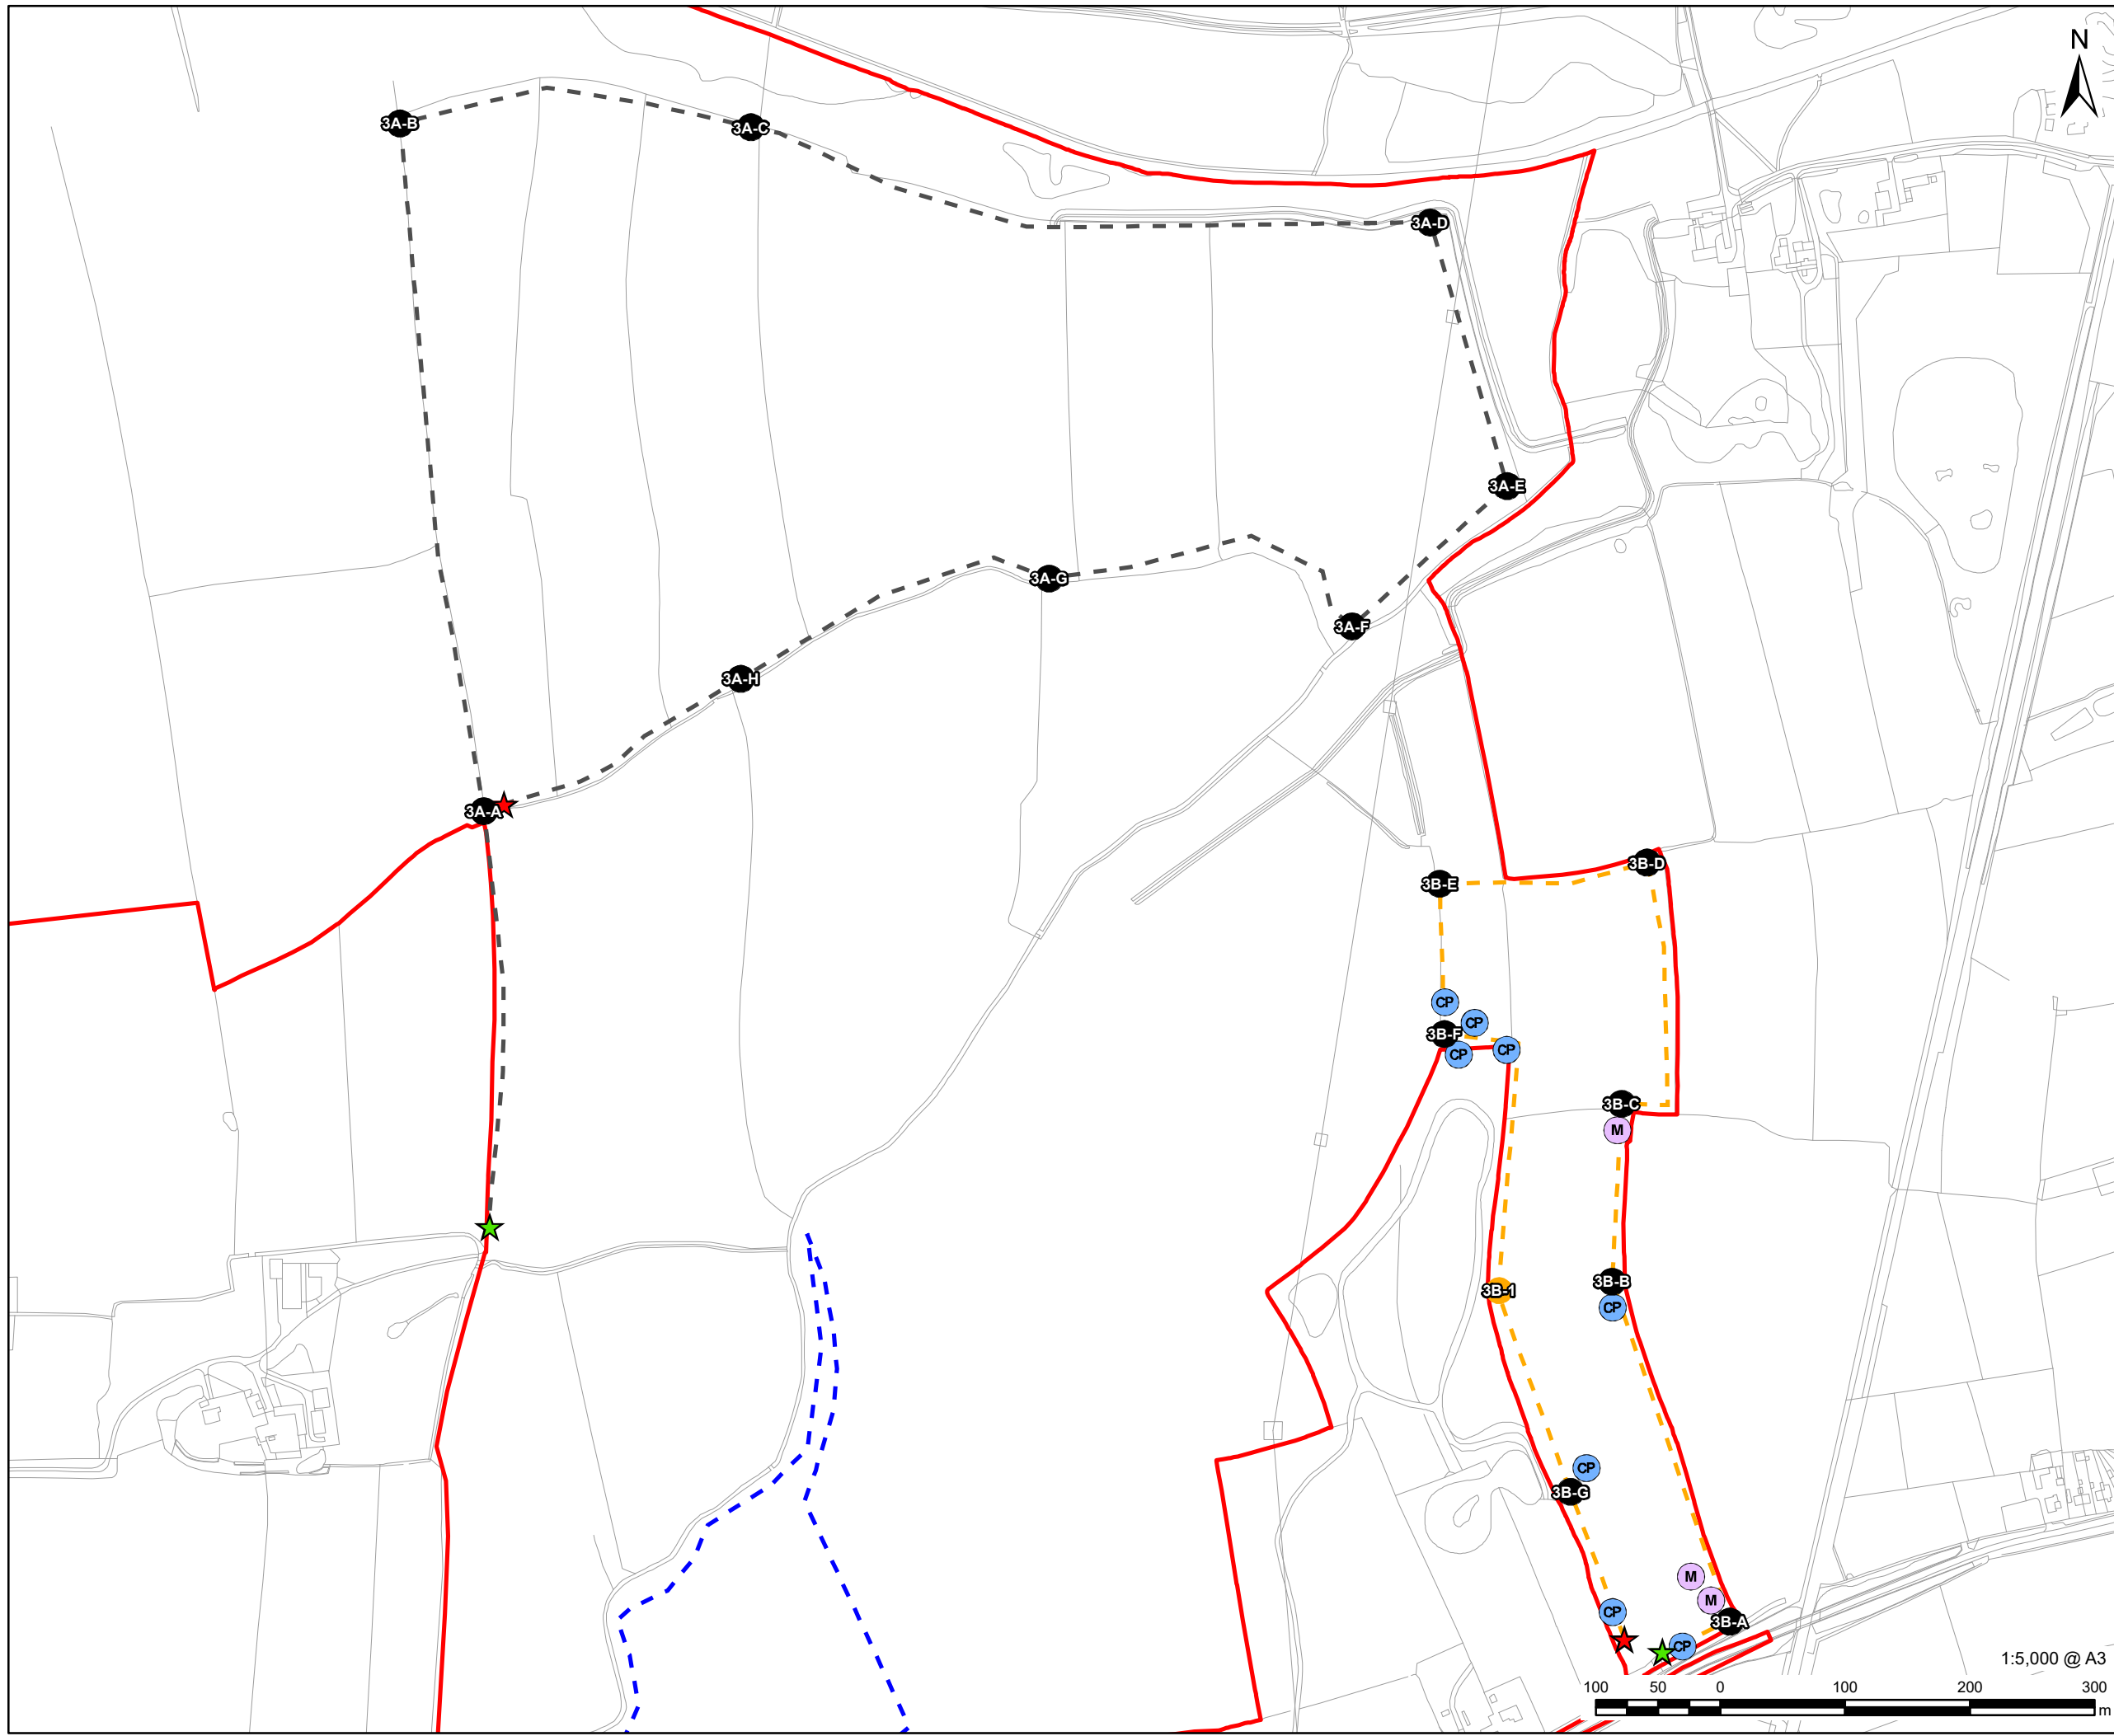 N
3A-B
3A-C
3A-D
3A-E
3A-G
3A-F
3A-H
3A-A
3B-D
3B-E
CP
CP
3B-F
CP
CP
3B-C
M
3B-B
3B-1
CP
CP
3B-G
M
M
CP
3B-A
CP
1:5,000 @ A3
100 50 0 100 200 300
m